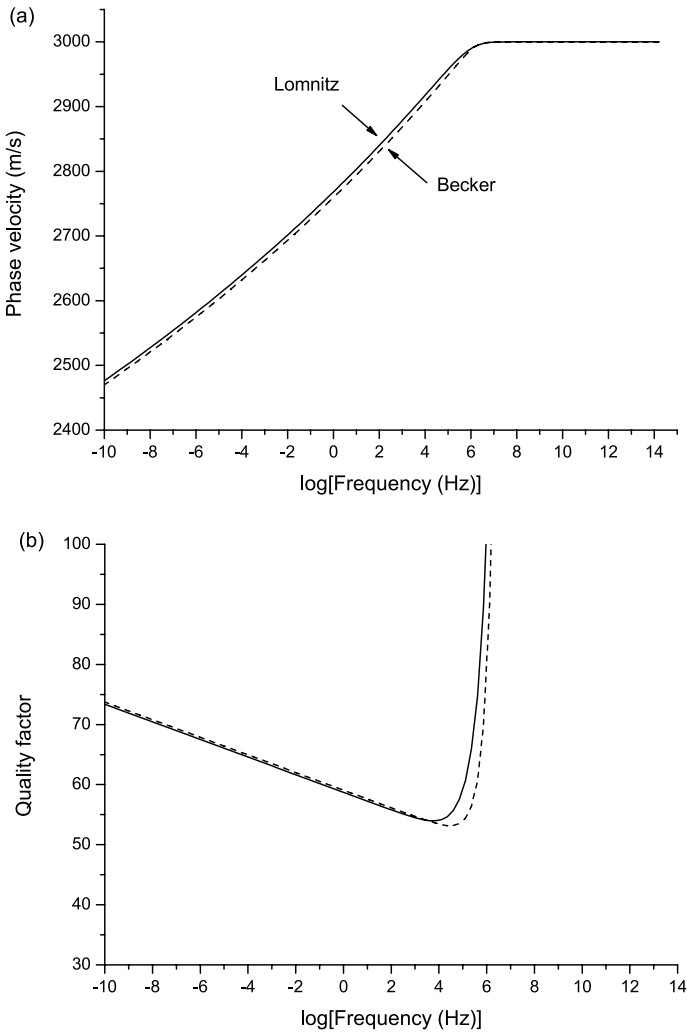 (a)
3000
2900
2800
2700
2600
2500
2400
Phase velocity (m/s)
Lomnitz
Becker
-10 -8 -6 -4 -2 0 2 4 6 8 10 12 14
log[Frequency (Hz)]
(b)
100
90
80
70
60
50
40
30
Quality factor
-10 -8 -6 -4 -2 0 2 4 6 8 10 12 14
log[Frequency (Hz)]